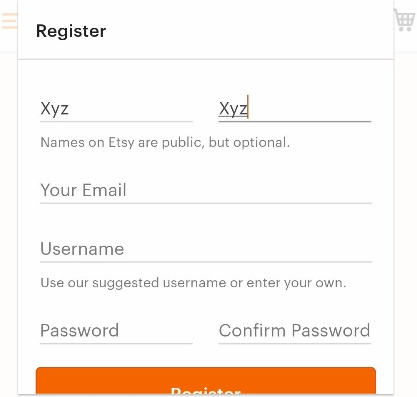 Register
Xyz Xyz
Names on Etsy are public, but optional.
Your Email
Username
Use our suggested username or enter your own.
Password Confirm Password
Register